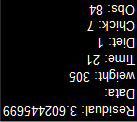 Residual: 3.602445699
Data:
weight: 305
Time: 21
Diet: 1
Chick: 7
Obs: 84